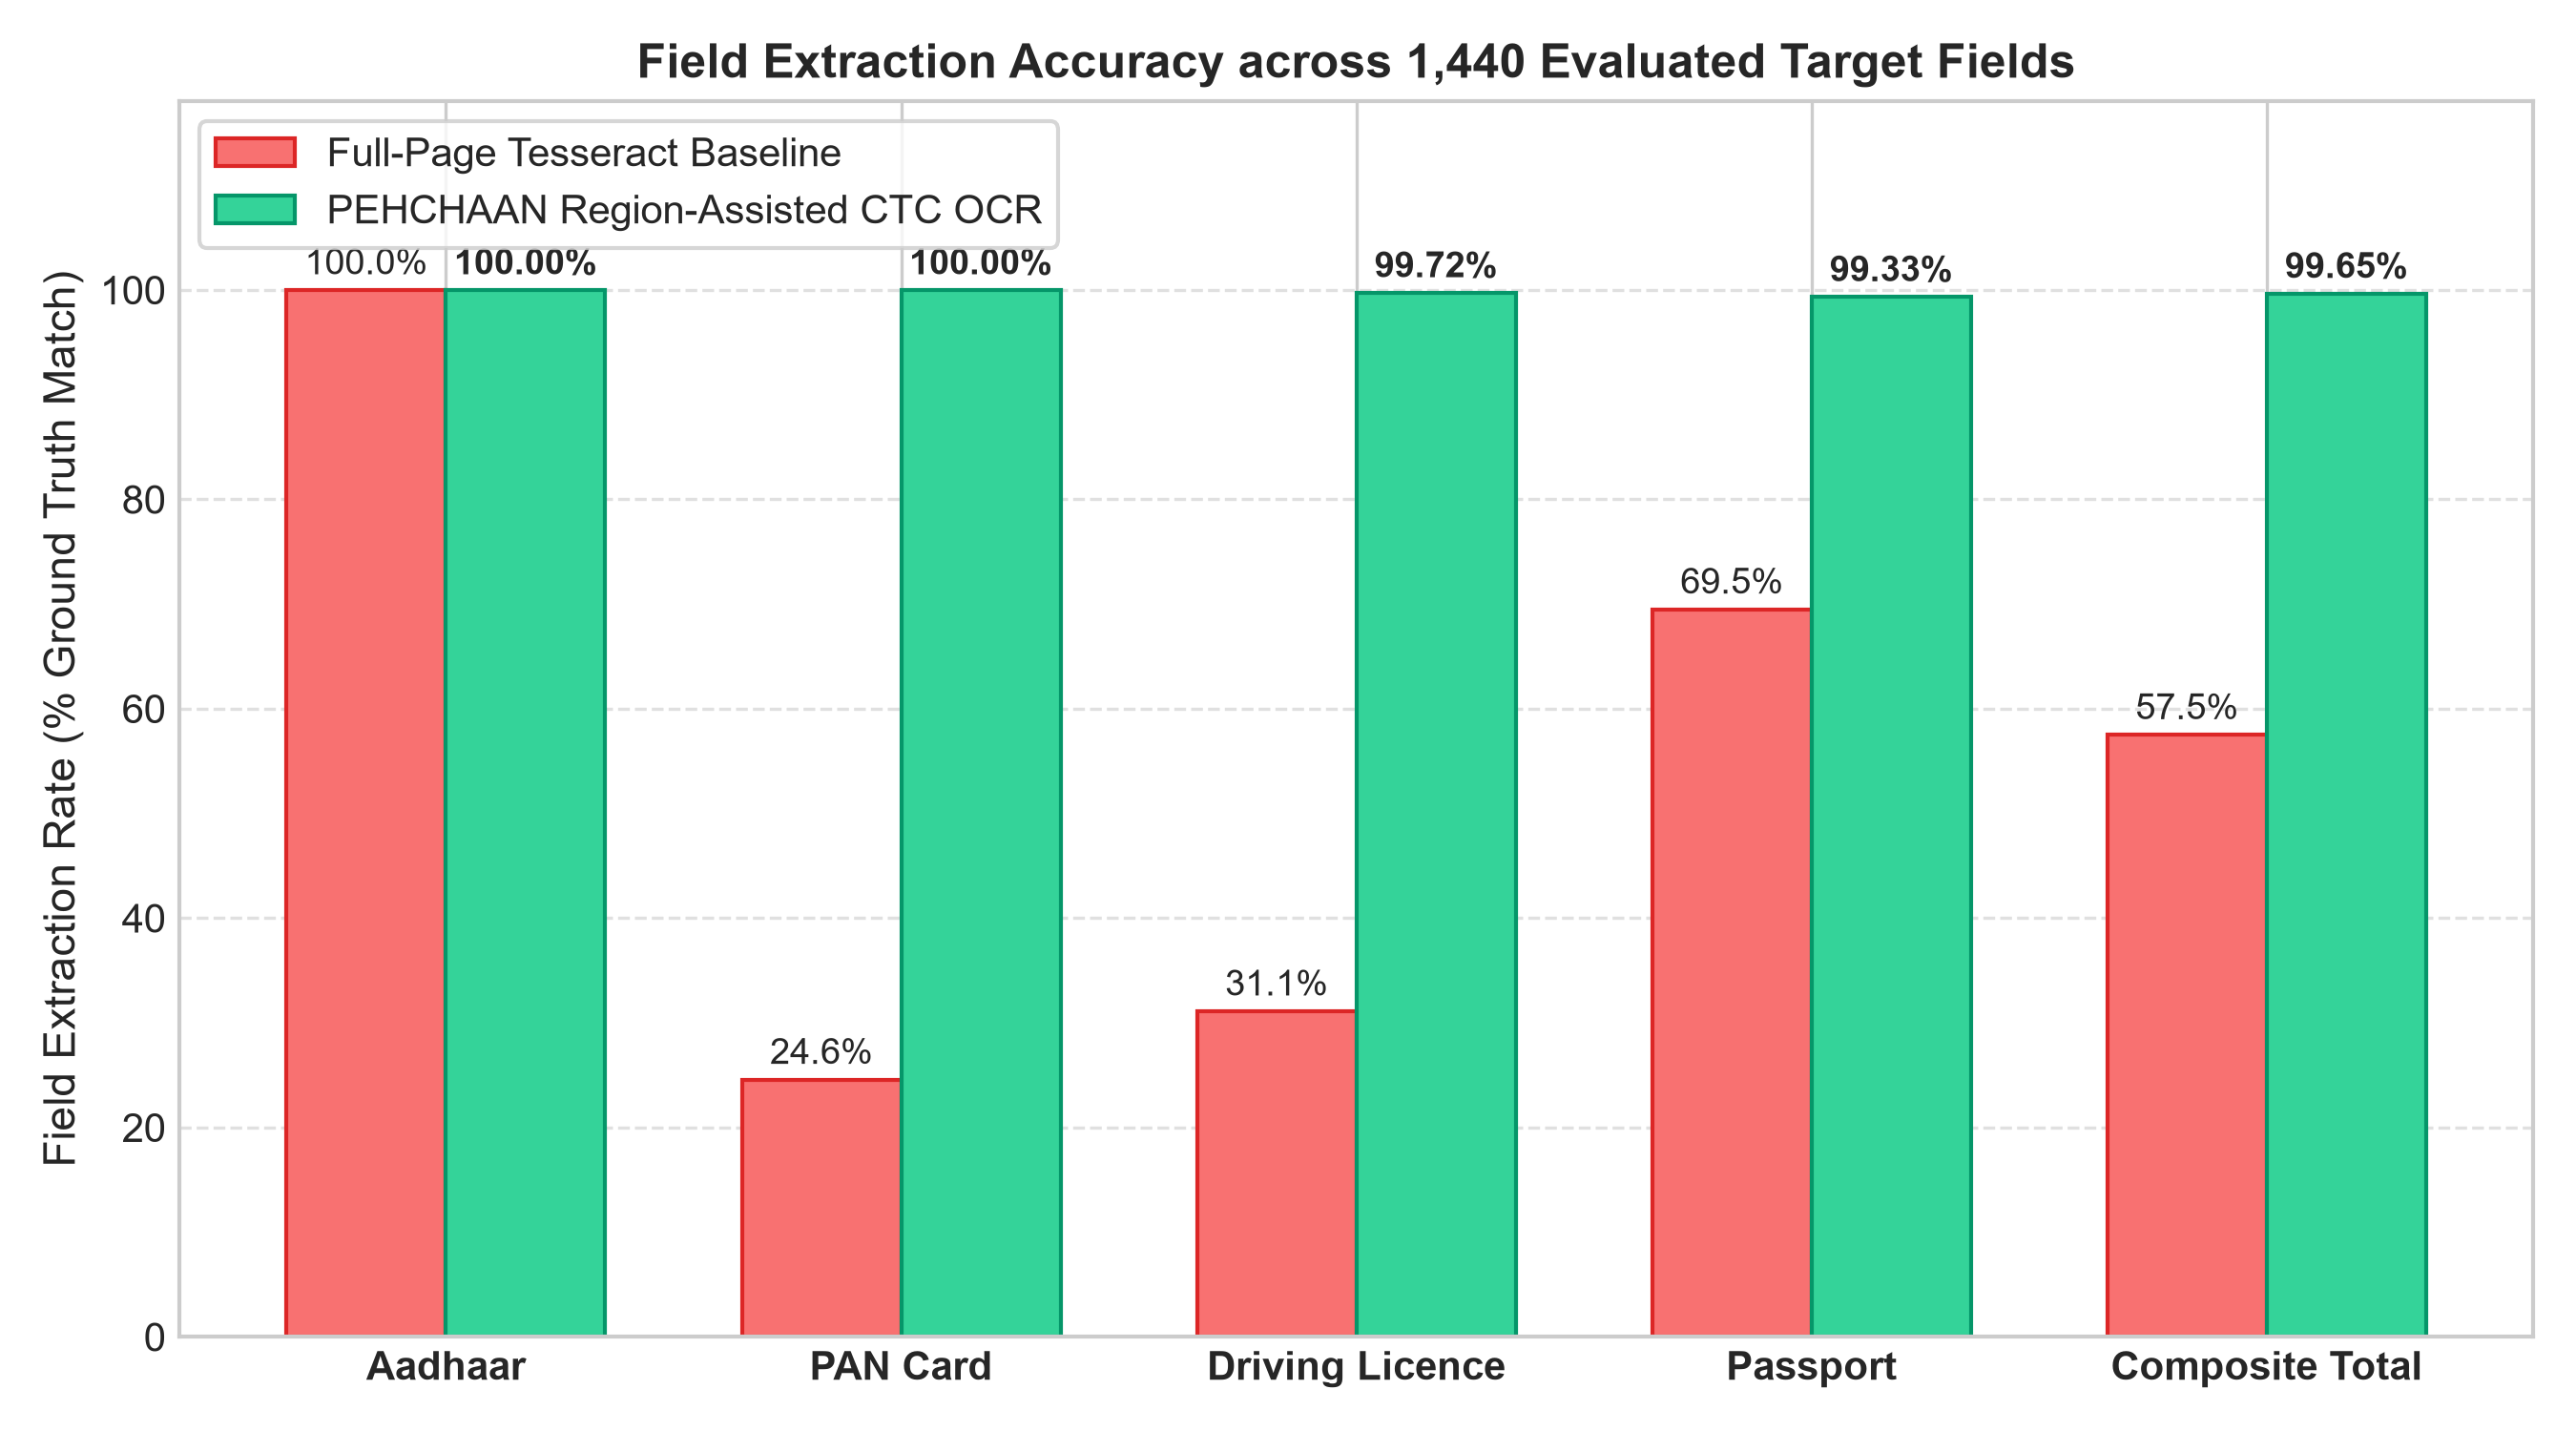 Field Extraction Accuracy across 1,440 Evaluated Target Fields
Full-Page Tesseract Baseline
PEHCHAAN Region-Assisted CTC OCR
100.0%
100.00%
100.00%
99.72%
99.33%
99.65%
69.5%
57.5%
31.1%
24.6%
Field Extraction Rate (% Ground Truth Match)
100
80
60
40
20
0
Aadhaar
PAN Card
Driving Licence
Passport
Composite Total